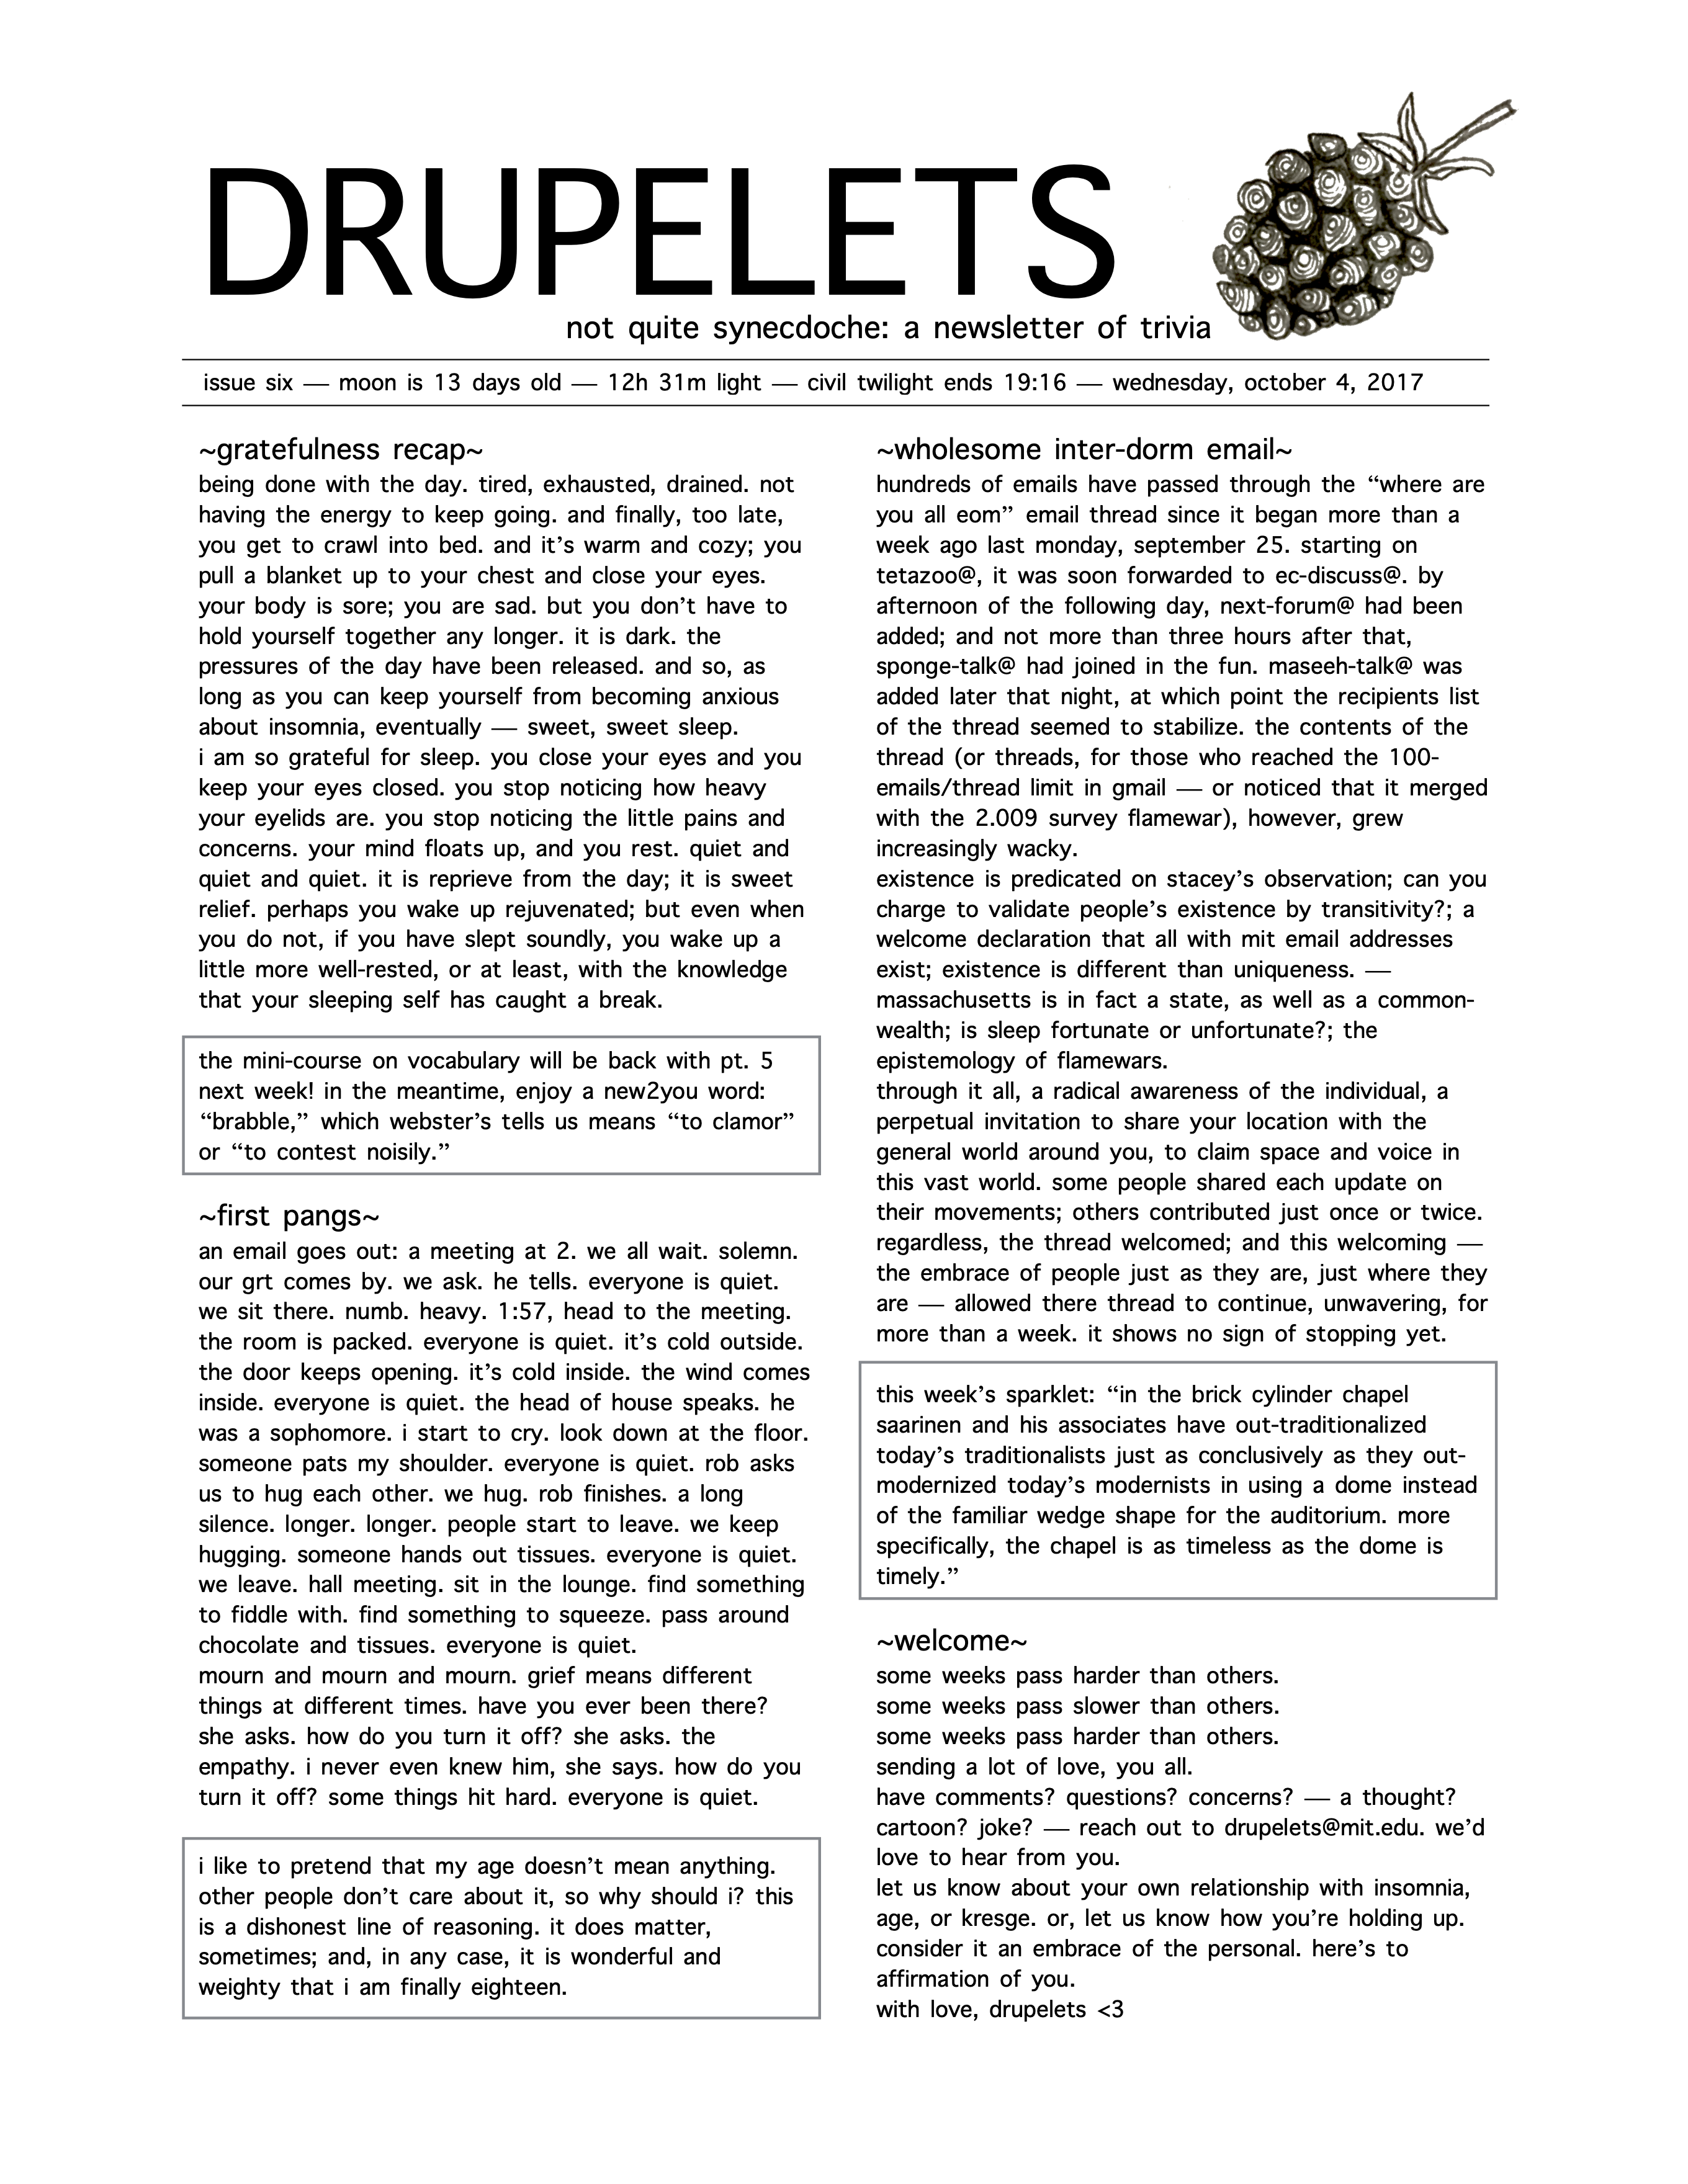 DRUPELETS
not quite synecdoche: a newsletter of trivia
issue six — moon is 13 days old — 12h 31m light — civil twilight ends 19:16 — wednesday, october 4, 2017
~gratefulness recap~
being done with the day. tired, exhausted, drained. not
having the energy to keep going. and finally, too late,
you get to crawl into bed. and it’s warm and cozy; you
pull a blanket up to your chest and close your eyes.
your body is sore; you are sad. but you don’t have to
hold yourself together any longer. it is dark. the
pressures of the day have been released. and so, as
long as you can keep yourself from becoming anxious
about insomnia, eventually — sweet, sweet sleep.
i am so grateful for sleep. you close your eyes and you
keep your eyes closed. you stop noticing how heavy
your eyelids are. you stop noticing the little pains and
concerns. your mind floats up, and you rest. quiet and
quiet and quiet. it is reprieve from the day; it is sweet
relief. perhaps you wake up rejuvenated; but even when
you do not, if you have slept soundly, you wake up a
little more well-rested, or at least, with the knowledge
that your sleeping self has caught a break.
the mini-course on vocabulary will be back with pt. 5
next week! in the meantime, enjoy a new2you word:
“brabble,” which webster’s tells us means “to clamor”
or “to contest noisily.”
~first pangs~
an email goes out: a meeting at 2. we all wait. solemn.
our grt comes by. we ask. he tells. everyone is quiet.
we sit there. numb. heavy. 1:57, head to the meeting.
the room is packed. everyone is quiet. it’s cold outside.
the door keeps opening. it’s cold inside. the wind comes
inside. everyone is quiet. the head of house speaks. he
was a sophomore. i start to cry. look down at the floor.
someone pats my shoulder. everyone is quiet. rob asks
us to hug each other. we hug. rob finishes. a long
silence. longer. longer. people start to leave. we keep
hugging. someone hands out tissues. everyone is quiet.
we leave. hall meeting. sit in the lounge. find something
to fiddle with. find something to squeeze. pass around
chocolate and tissues. everyone is quiet.
mourn and mourn and mourn. grief means different
things at different times. have you ever been there?
she asks. how do you turn it off? she asks. the
empathy. i never even knew him, she says. how do you
turn it off? some things hit hard. everyone is quiet.
i like to pretend that my age doesn’t mean anything.
other people don’t care about it, so why should i? this
is a dishonest line of reasoning. it does matter,
sometimes; and, in any case, it is wonderful and
weighty that i am finally eighteen.
~wholesome inter-dorm email~
hundreds of emails have passed through the “where are
you all eom” email thread since it began more than a
week ago last monday, september 25. starting on
tetazoo@, it was soon forwarded to ec-discuss@. by
afternoon of the following day, next-forum@ had been
added; and not more than three hours after that,
sponge-talk@ had joined in the fun. maseeh-talk@ was
added later that night, at which point the recipients list
of the thread seemed to stabilize. the contents of the
thread (or threads, for those who reached the 100-
emails/thread limit in gmail — or noticed that it merged
with the 2.009 survey flamewar), however, grew
increasingly wacky.
existence is predicated on stacey’s observation; can you
charge to validate people’s existence by transitivity?; a
welcome declaration that all with mit email addresses
exist; existence is different than uniqueness. —
massachusetts is in fact a state, as well as a common-
wealth; is sleep fortunate or unfortunate?; the
epistemology of flamewars.
through it all, a radical awareness of the individual, a
perpetual invitation to share your location with the
general world around you, to claim space and voice in
this vast world. some people shared each update on
their movements; others contributed just once or twice.
regardless, the thread welcomed; and this welcoming —
the embrace of people just as they are, just where they
are — allowed there thread to continue, unwavering, for
more than a week. it shows no sign of stopping yet.
this week’s sparklet: “in the brick cylinder chapel
saarinen and his associates have out-traditionalized
today’s traditionalists just as conclusively as they out-
modernized today’s modernists in using a dome instead
of the familiar wedge shape for the auditorium. more
specifically, the chapel is as timeless as the dome is
timely.”
~welcome~
some weeks pass harder than others.
some weeks pass slower than others.
some weeks pass harder than others.
sending a lot of love, you all.
have comments? questions? concerns? — a thought?
cartoon? joke? — reach out to drupelets@mit.edu. we’d
love to hear from you.
let us know about your own relationship with insomnia,
age, or kresge. or, let us know how you’re holding up.
consider it an embrace of the personal. here’s to
affirmation of you.
with love, drupelets <3